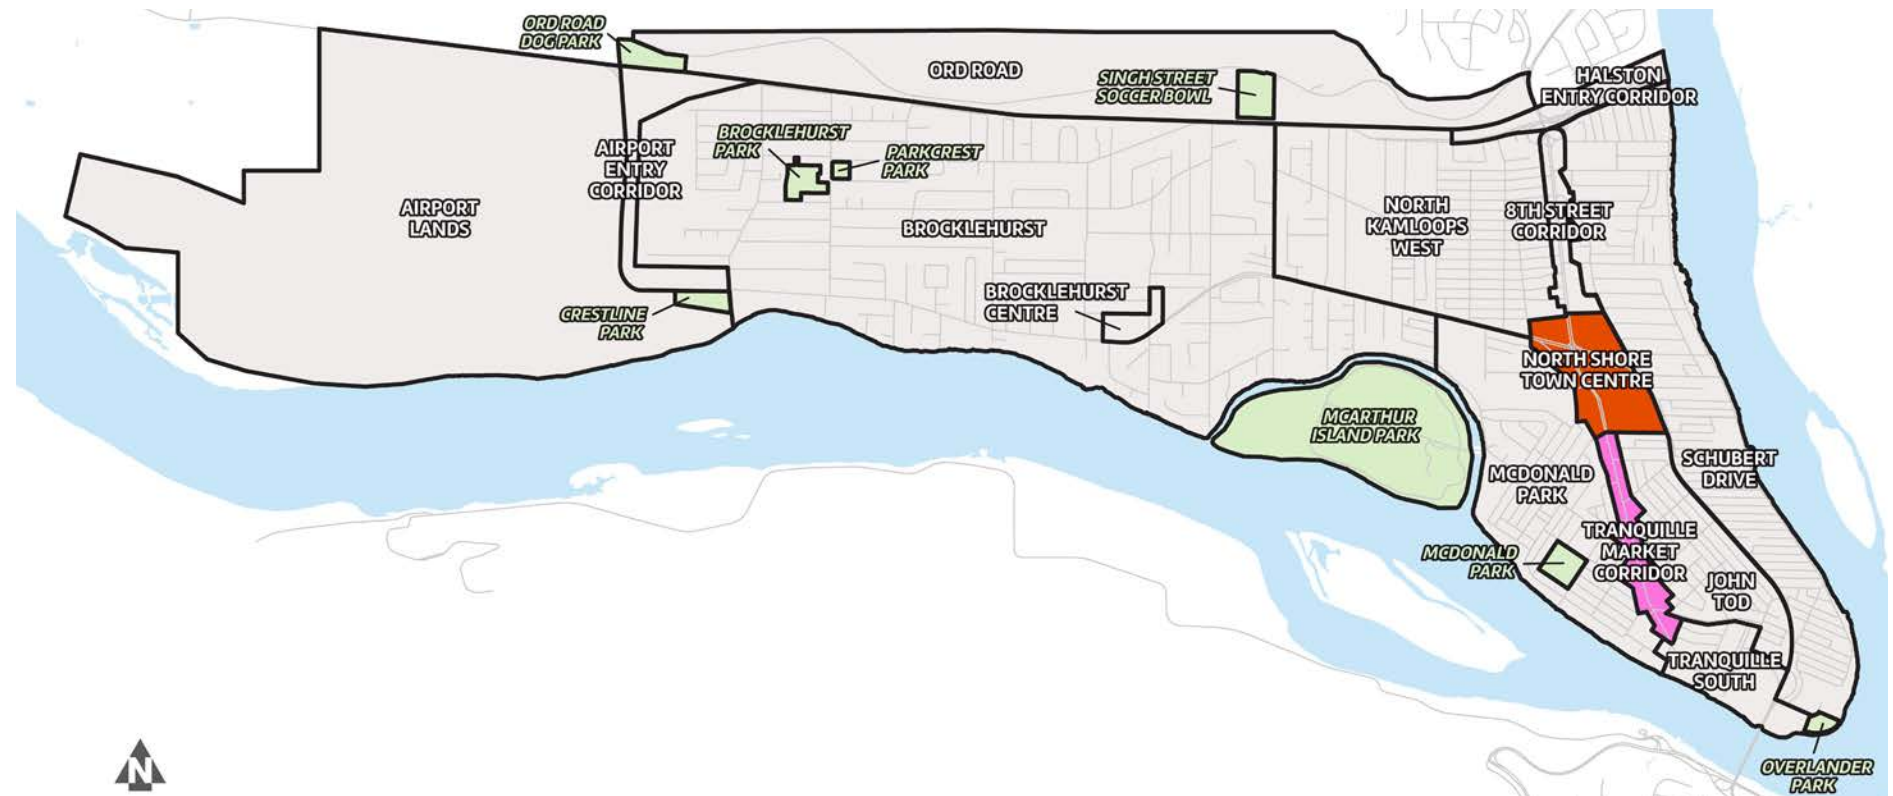 ORD ROAD
DOG PARK
ORD ROAD
SINGH STREET
SOCCER BOWL
HALSTON
ENTRY CORRIDOR
AIRPORT
ENTRY
CORRIDOR
BROCKLEHURST
PARK
PARKCREST
PARK
AIRPORT
LANDS
BROCKLEHURST
NORTH
KAMLOOPS
WEST
8TH STREET
CORRIDOR
CRESTLINE
PARK
BROCKLEHURST
CENTRE
NORTH SHORE
TOWN CENTRE
MCARTHUR
ISLAND PARK
MCDONALD
PARK
SCHUBERT
DRIVE
TRANQUILLE
MARKET
CORRIDOR
MCDONALD
PARK
JOHN
TOD
TRANQUILLE
SOUTH
OVERLANDER
PARK
N